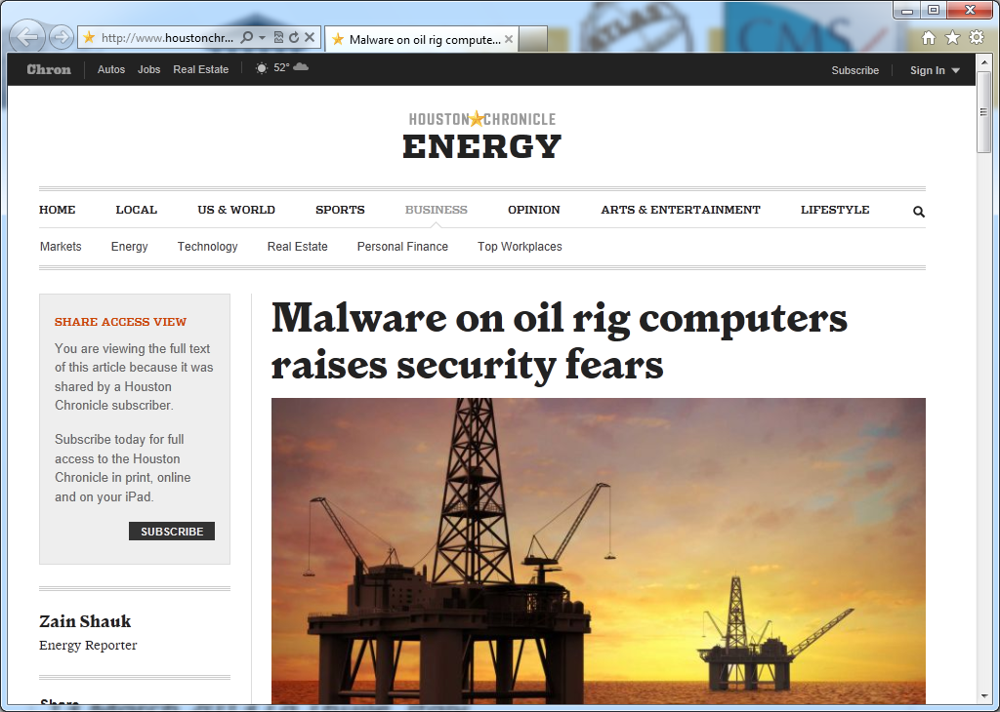 http://www.houstonchr...
Malware on oil rig compute...
ATLAS
CMS
Chron
Autos
Jobs
Real Estate
52°
Subscribe
Sign In
HOUSTON CHRONICLE
ENERGY
HOME
LOCAL
US & WORLD
SPORTS
BUSINESS
OPINION
ARTS & ENTERTAINMENT
LIFESTYLE
Markets
Energy
Technology
Real Estate
Personal Finance
Top Workplaces
SHARE ACCESS VIEW
You are viewing the full text
of this article because it was
shared by a Houston
Chronicle subscriber.
Subscribe today for full
access to the Houston
Chronicle in print, online
and on your iPad.
SUBSCRIBE
Zain Shauk
Energy Reporter
Share
Malware on oil rig computers
raises security fears